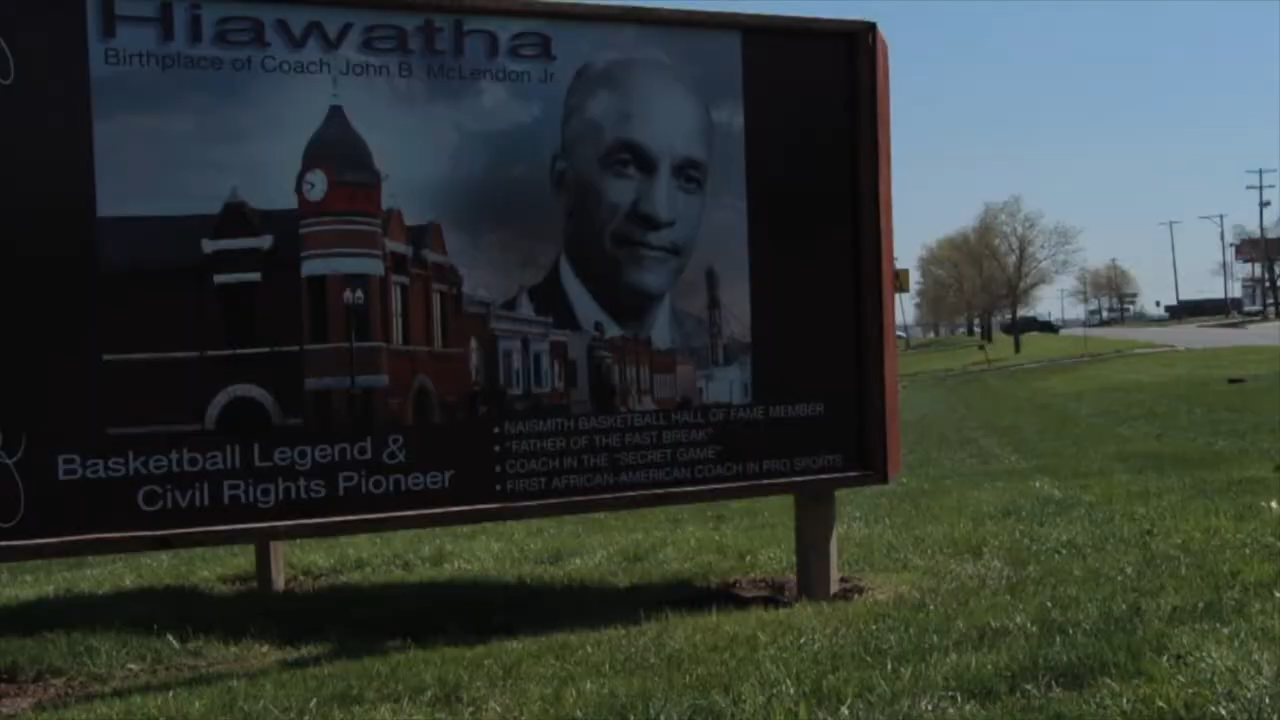 Hiawatha
Birthplace of Coach John B. McLendon Jr
Basketball Legend &
Civil Rights Pioneer
• NAISMITH BASKETBALL HALL OF FAME MEMBER
• "FATHER OF THE FAST BREAK"
• COACH IN THE "SECRET GAME"
• FIRST AFRICAN-AMERICAN COACH IN PRO SPORTS